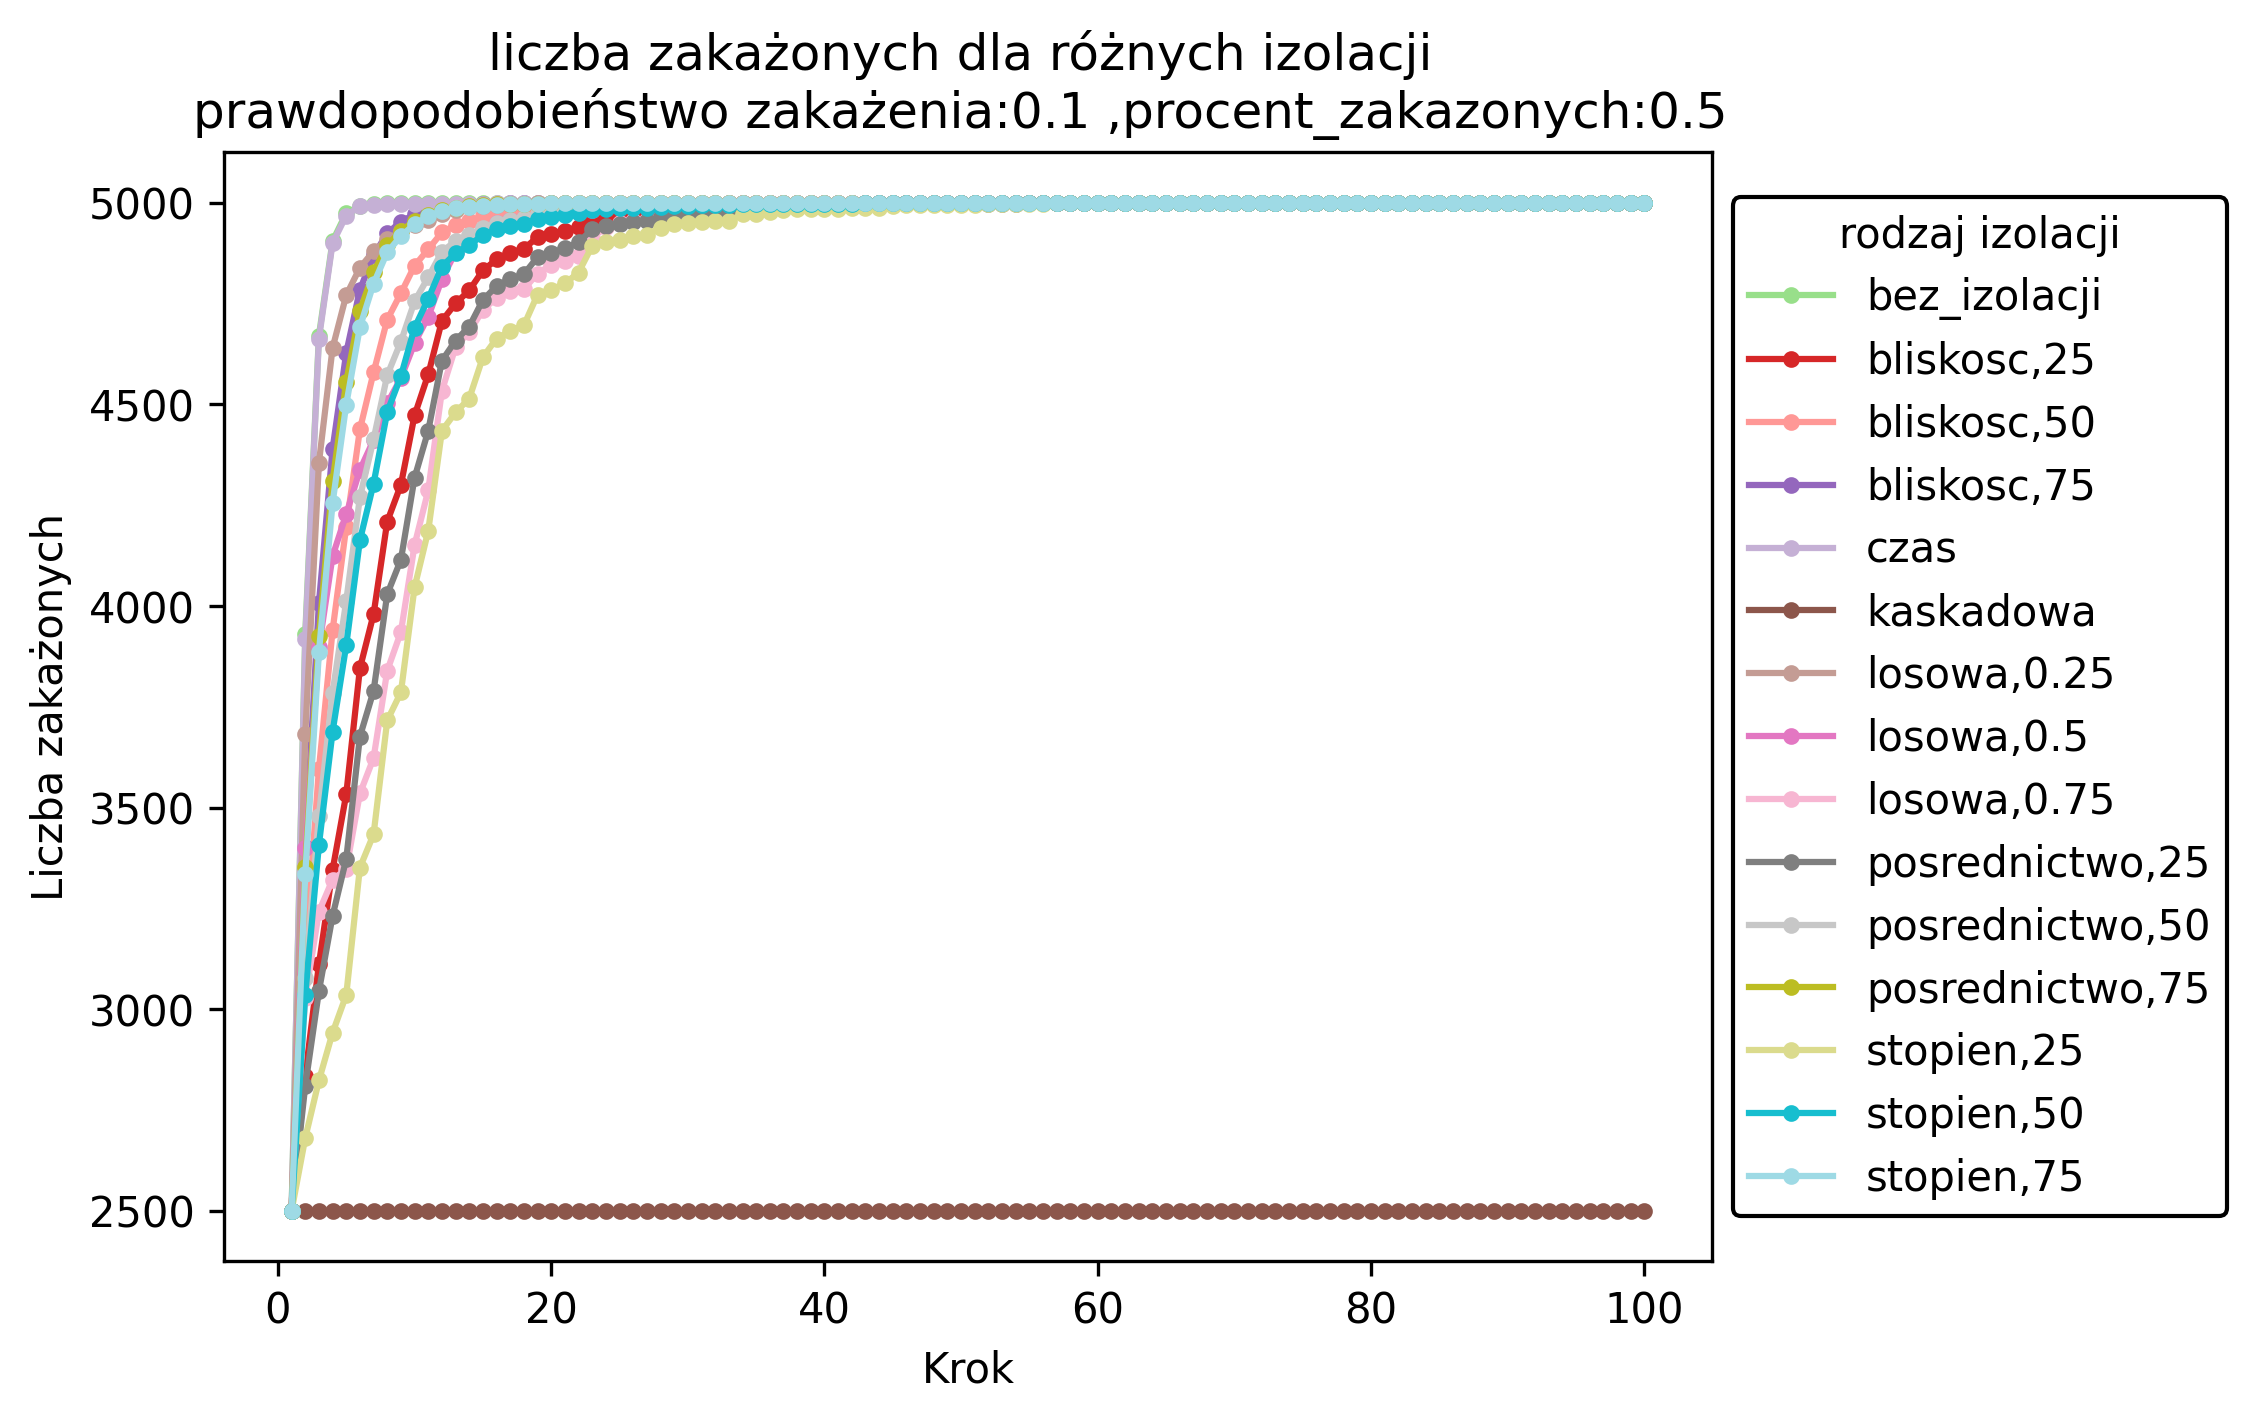 liczba zakażonych dla różnych izolacji
prawdopodobieństwo zakażenia:0.1 ,procent_zakazonych:0.5
Liczba zakażonych
5000
4500
4000
3500
3000
2500
0
20
40
60
80
100
Krok
rodzaj izolacji
bez_izolacji
bliskosc,25
bliskosc,50
bliskosc,75
czas
kaskadowa
losowa,0.25
losowa,0.5
losowa,0.75
posrednictwo,25
posrednictwo,50
posrednictwo,75
stopien,25
stopien,50
stopien,75